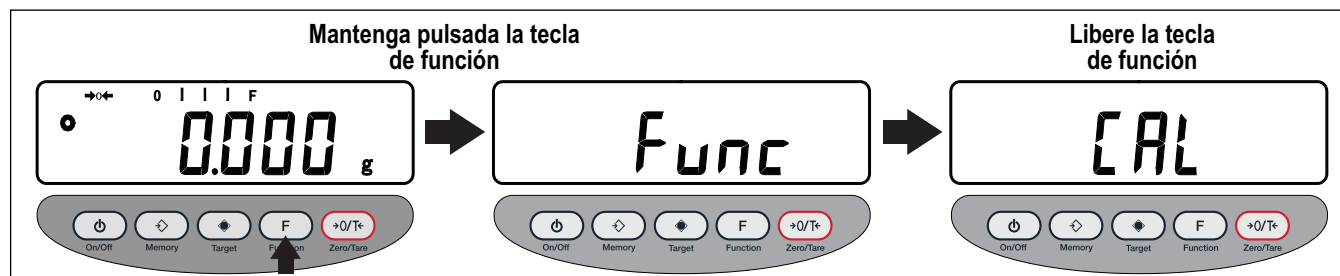 Mantenga pulsada la tecla
de función
Libere la tecla
de función
→0← 0 F
0.000 g
Func
CAL
F →0/T←
On/Off Memory Target Function Zero/Tare
F →0/T←
On/Off Memory Target Function Zero/Tare
F →0/T←
On/Off Memory Target Function Zero/Tare